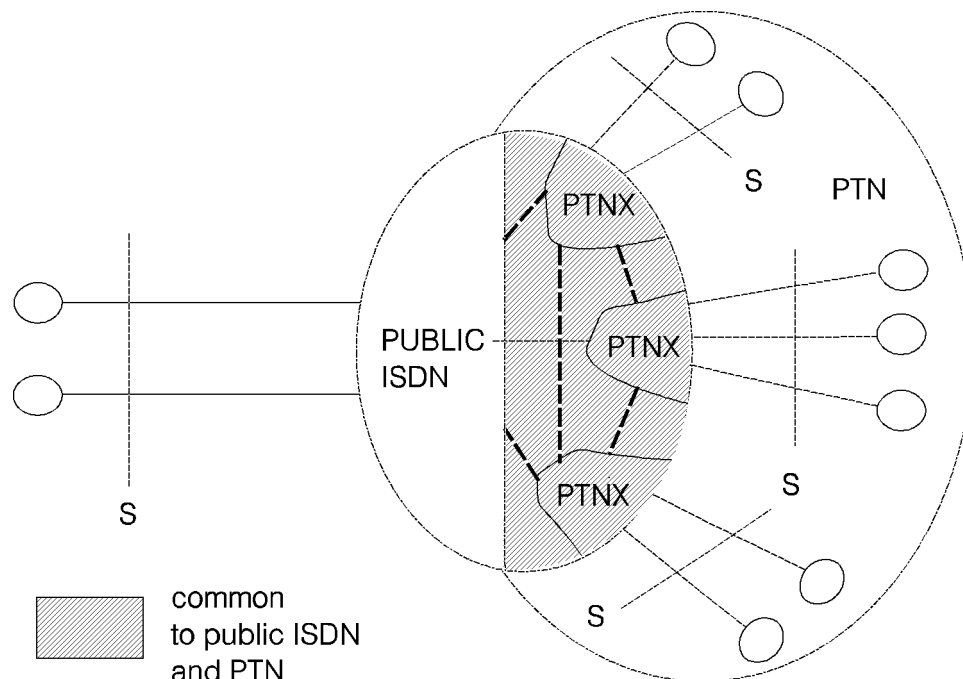 S
PTN
PTNX
PUBLIC
ISDN
PTNX
S
PTNX
S
S
common
to public ISDN
and PTN